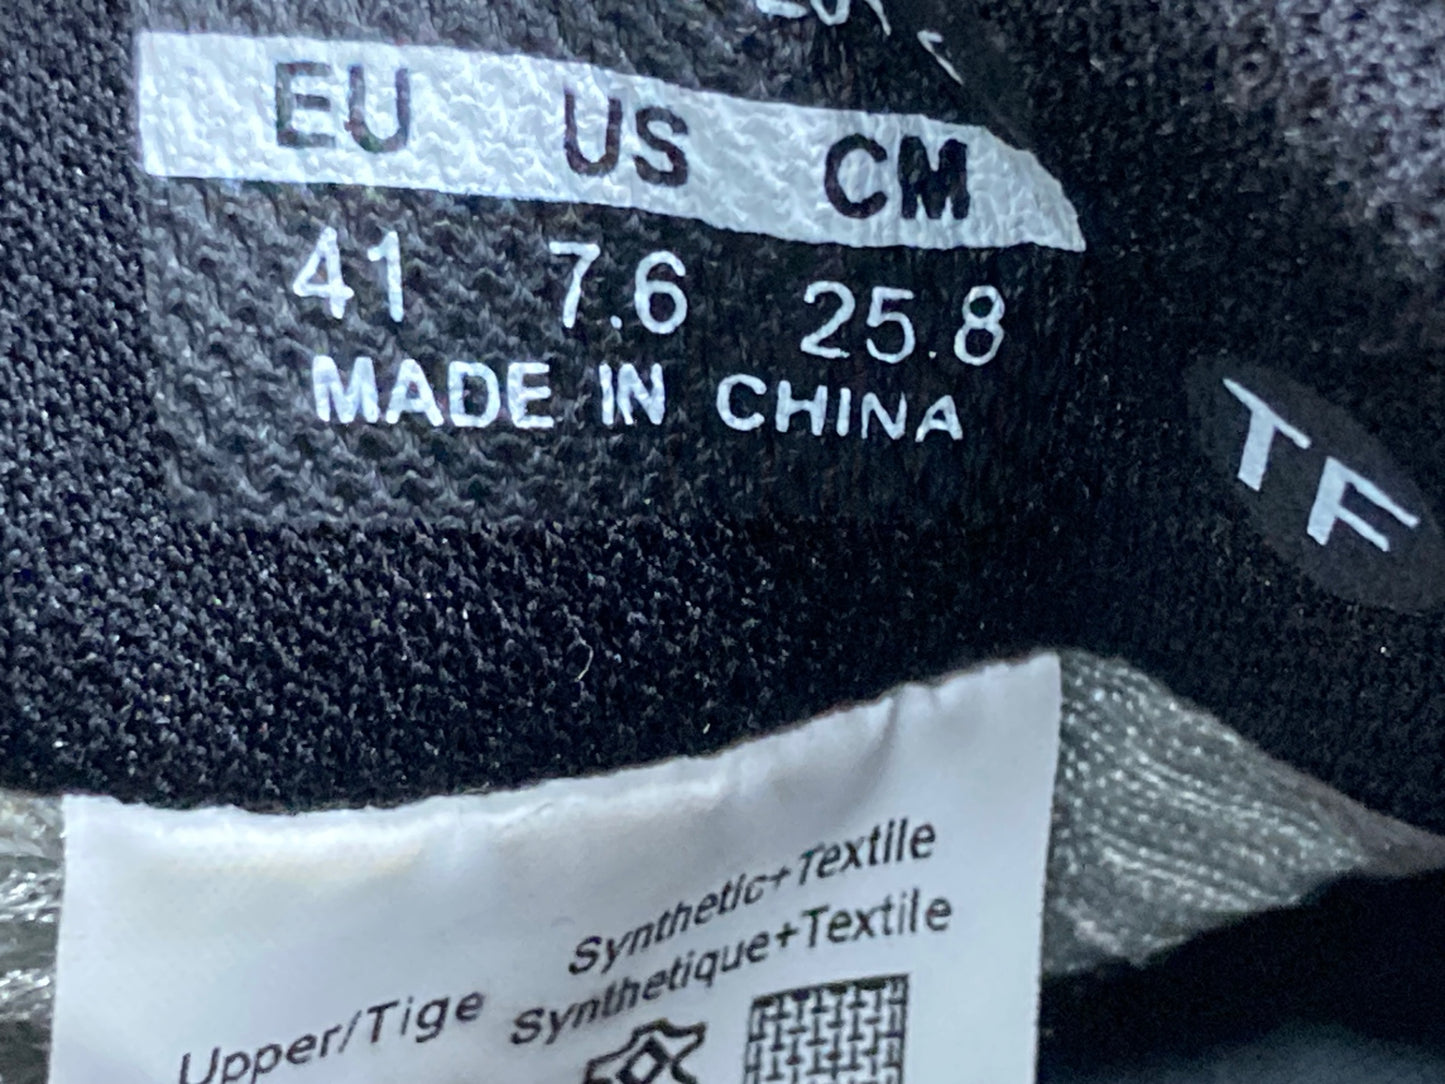 EU US CM
41 7.6 25.8
MADE IN CHINA
TF
Synthetic+Textile
Upper/Tige Synthetique+Textile